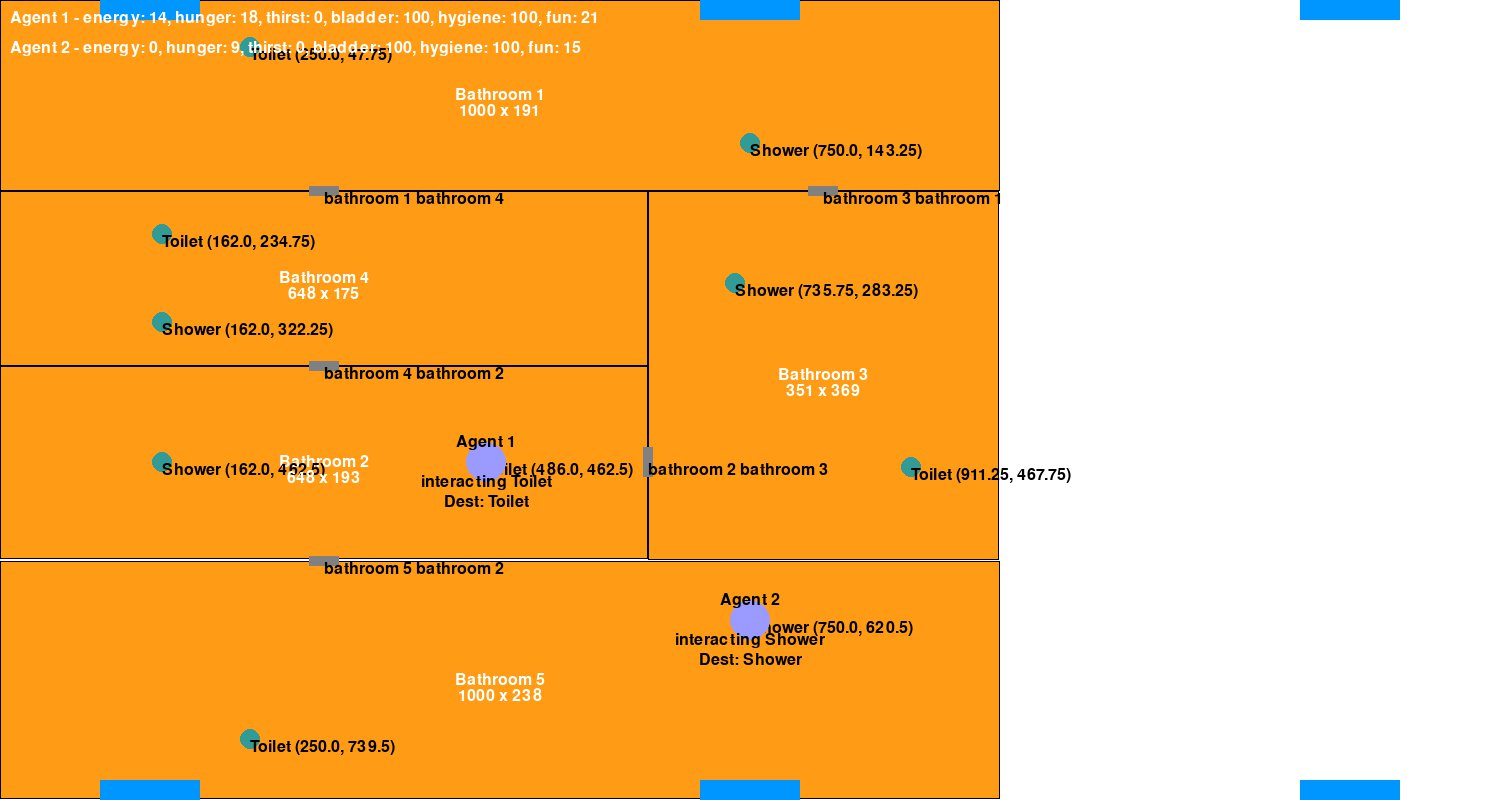 Agent 1 - energy: 14, hunger: 18, thirst: 0, bladder: 100, hygiene: 100, fun: 21
Agent 2 - energy: 0, hunger: 9, thirst: 0, bladder: 100, hygiene: 100, fun: 15
Toilet (250.0, 47.75)
Bathroom 1
1000 x 191
Shower (750.0, 143.25)
bathroom 1 bathroom 4
bathroom 3 bathroom 1
Toilet (162.0, 234.75)
Bathroom 4
648 x 175
Shower (735.75, 283.25)
Shower (162.0, 322.25)
bathroom 4 bathroom 2
Bathroom 3
351 x 369
Agent 1
Bathroom 2
648 x 193
Shower (162.0, 462.5)
ilet (486.0, 462.5)
bathroom 2 bathroom 3
Toilet (911.25, 467.75)
interacting Toilet
Dest: Toilet
bathroom 5 bathroom 2
Agent 2
ower (750.0, 620.5)
interacting Shower
Dest: Shower
Bathroom 5
1000 x 238
Toilet (250.0, 739.5)